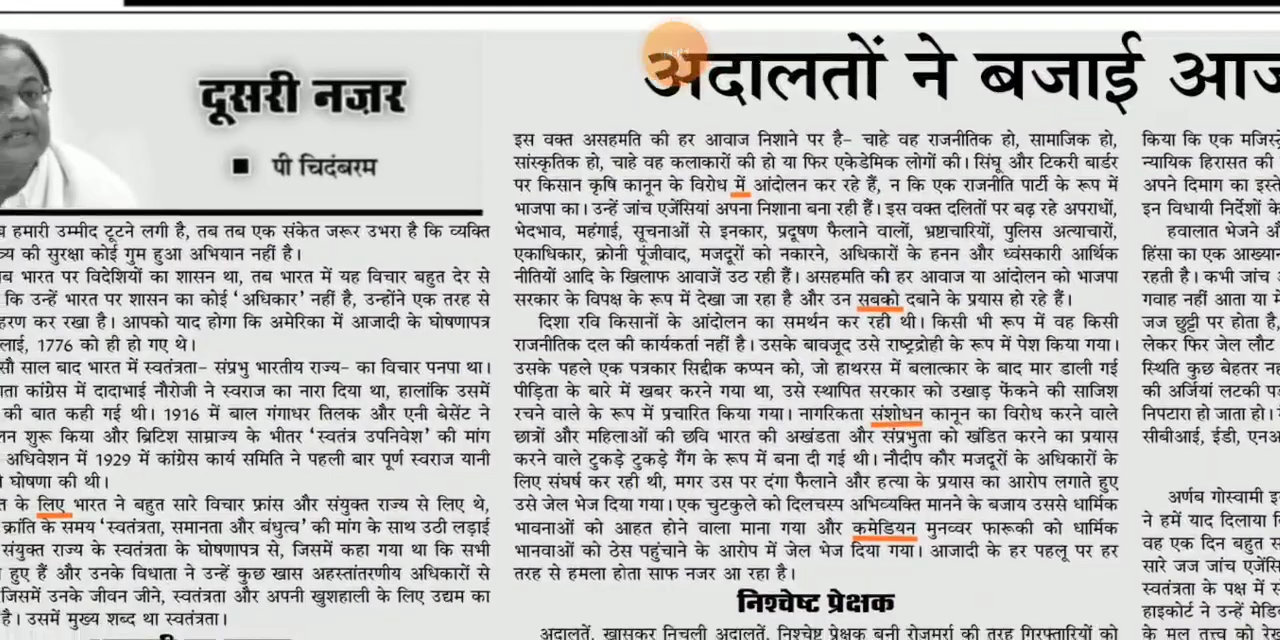 दूसरी नज़र
■ पी चिदंबरम
अदालतों ने बजाई
हमारी उम्मीद टूटने लगी है, तब तब एक संकेत जरूर उभरा है कि व्यक्ति
की सुरक्षा कोई गुम हुआ अभियान नहीं है।
भारत पर विदेशियों का शासन था, तब भारत में यह विचार बहुत देर से
कि उन्हें भारत पर शासन का कोई 'अधिकार' नहीं है, उन्होंने एक तरह से
कर रखा है। आपको याद होगा कि अमेरिका में आजादी के घोषणापत्र
1776 को ही हो गए थे।
सौ साल बाद भारत में स्वतंत्रता- संप्रभु भारतीय राज्य- का विचार पनपा था।
कांग्रेस में दादाभाई नौरोजी ने स्वराज का नारा दिया था, हालांकि उसमें
की बात कही गई थी। 1916 में बाल गंगाधर तिलक और एनी बेसेंट ने
शुरू किया और ब्रिटिश साम्राज्य के भीतर 'स्वतंत्र उपनिवेश' की मांग
अधिवेशन में 1929 में कांग्रेस कार्य समिति ने पहली बार पूर्ण स्वराज यानी
घोषणा की थी।
के लिए भारत ने बहुत सारे विचार फ्रांस और संयुक्त राज्य से लिए थे,
क्रांति के समय 'स्वतंत्रता, समानता और बंधुत्व' की मांग के साथ उठी लड़ाई
संयुक्त राज्य के स्वतंत्रता के घोषणापत्र से, जिसमें कहा गया था कि सभी
हुए हैं और उनके विधाता ने उन्हें कुछ खास अहस्तांतरणीय अधिकारों से
जिसमें उनके जीवन जीने, स्वतंत्रता और अपनी खुशहाली के लिए उद्यम का
है। उसमें मुख्य शब्द था स्वतंत्रता।
इस वक्त असहमति की हर आवाज निशाने पर है- चाहे वह राजनीतिक हो, सामाजिक हो,
सांस्कृतिक हो, चाहे वह कलाकारों की हो या फिर एकेडेमिक लोगों की। सिंघू और टिकरी बार्डर
पर किसान कृषि कानून के विरोध में आंदोलन कर रहे हैं, न कि एक राजनीति पार्टी के रूप में
भाजपा का। उन्हें जांच एजेंसियां अपना निशाना बना रही हैं। इस वक्त दलितों पर बढ़ रहे अपराधों,
भेदभाव, महंगाई, सूचनाओं से इनकार, प्रदूषण फैलाने वालों, भ्रष्टाचारियों, पुलिस अत्याचारों,
एकाधिकार, क्रोनी पूंजीवाद, मजदूरों को नकारने, अधिकारों के हनन और ध्वंसकारी आर्थिक
नीतियों आदि के खिलाफ आवाजें उठ रही हैं। असहमति की हर आवाज या आंदोलन को भाजपा
सरकार के विपक्ष के रूप में देखा जा रहा है और उन सबको दबाने के प्रयास हो रहे हैं।
दिशा रवि किसानों के आंदोलन का समर्थन कर रही थी। किसी भी रूप में वह किसी
राजनीतिक दल की कार्यकर्ता नहीं है। उसके बावजूद उसे राष्ट्रद्रोही के रूप में पेश किया गया।
उसके पहले एक पत्रकार सिद्दीक कप्पन को, जो हाथरस में बलात्कार के बाद मार डाली गई
पीड़िता के बारे में खबर करने गया था, उसे स्थापित सरकार को उखाड़ फेंकने की साजिश
रचने वाले के रूप में प्रचारित किया गया। नागरिकता संशोधन कानून का विरोध करने वाले
छात्रों और महिलाओं की छवि भारत की अखंडता और संप्रभुता को खंडित करने का प्रयास
करने वाले टुकड़े टुकड़े गैंग के रूप में बना दी गई थी। नौदीप कौर मजदूरों के अधिकारों के
लिए संघर्ष कर रही थी, मगर उस पर दंगा फैलाने और हत्या के प्रयास का आरोप लगाते हुए
उसे जेल भेज दिया गया। एक चुटकुले को दिलचस्प अभिव्यक्ति मानने के बजाय उससे धार्मिक
भावनाओं को आहत होने वाला माना गया और कमेडियन मुनव्वर फारूकी को धार्मिक
भानवाओं को ठेस पहुंचाने के आरोप में जेल भेज दिया गया। आजादी के हर पहलू पर हर
तरह से हमला होता साफ नजर आ रहा है।
निश्चेष्ट प्रेक्षक
अदालतें, खासकर निचली अदालतें, निश्चेष्ट प्रेक्षक बनी रोजमर्रा की तरह गिरफ्तारियों को
किया कि एक
न्यायिक हिरासत की
अपने दिमाग का
इन विधायी निर्देशों के
हवालात भेजने
हिंसा का एक
रहती है। कभी जांच
गवाह नहीं आता या
जज छुट्टी पर होता है,
लेकर फिर जेल लौट
स्थिति कुछ बेहतर
की अर्जियां लटकी
निपटारा हो जाता हो।
सीबीआई, ईडी,
अर्णब गोस्वामी
ने हमें याद दिलाया
वह एक दिन बहुत
सारे जज जांच
स्वतंत्रता के पक्ष में
हाइकोर्ट ने उन्हें